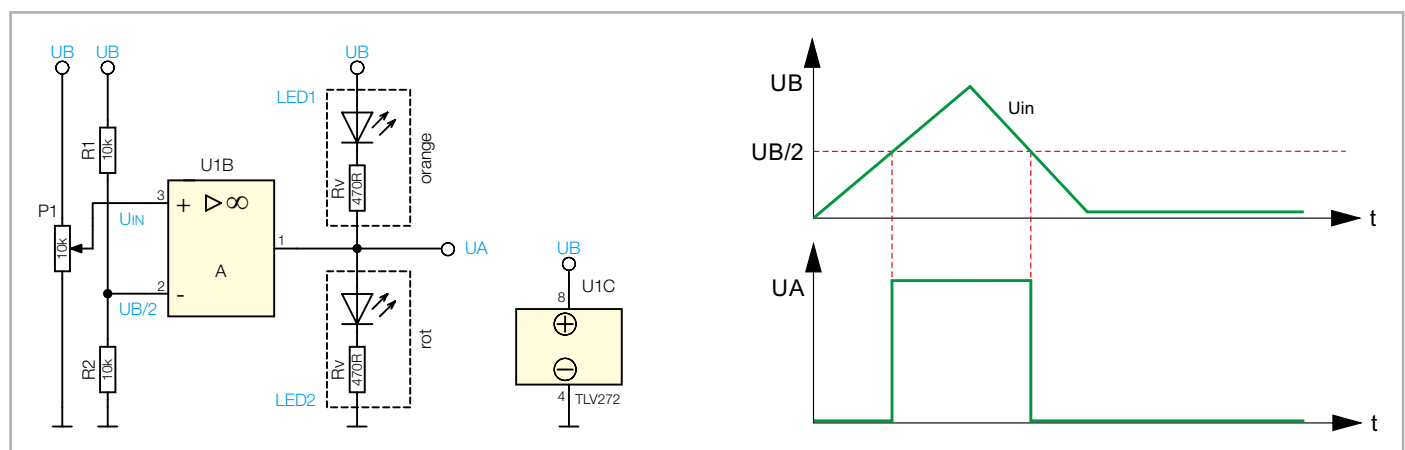 UB
UB
UB
LED1
orange
Rv
470R
R1
10k
U1B
P1
10k
3
+
▷∞
UIN
A
1
UA
2
-
UB/2
R2
10k
rot
Rv
470R
LED2
UB
U1C
8
+
−
4
TLV272
UB
Uin
UB/2
t
UA
t